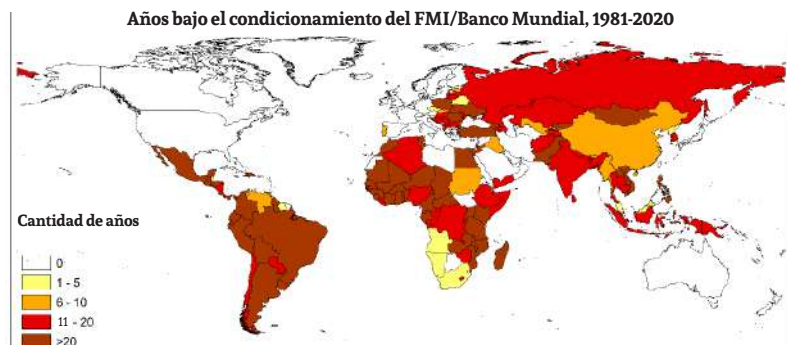 Años bajo el condicionamiento del FMI/Banco Mundial, 1981-2020
Cantidad de años
0
1 - 5
6 - 10
11 - 20
>20